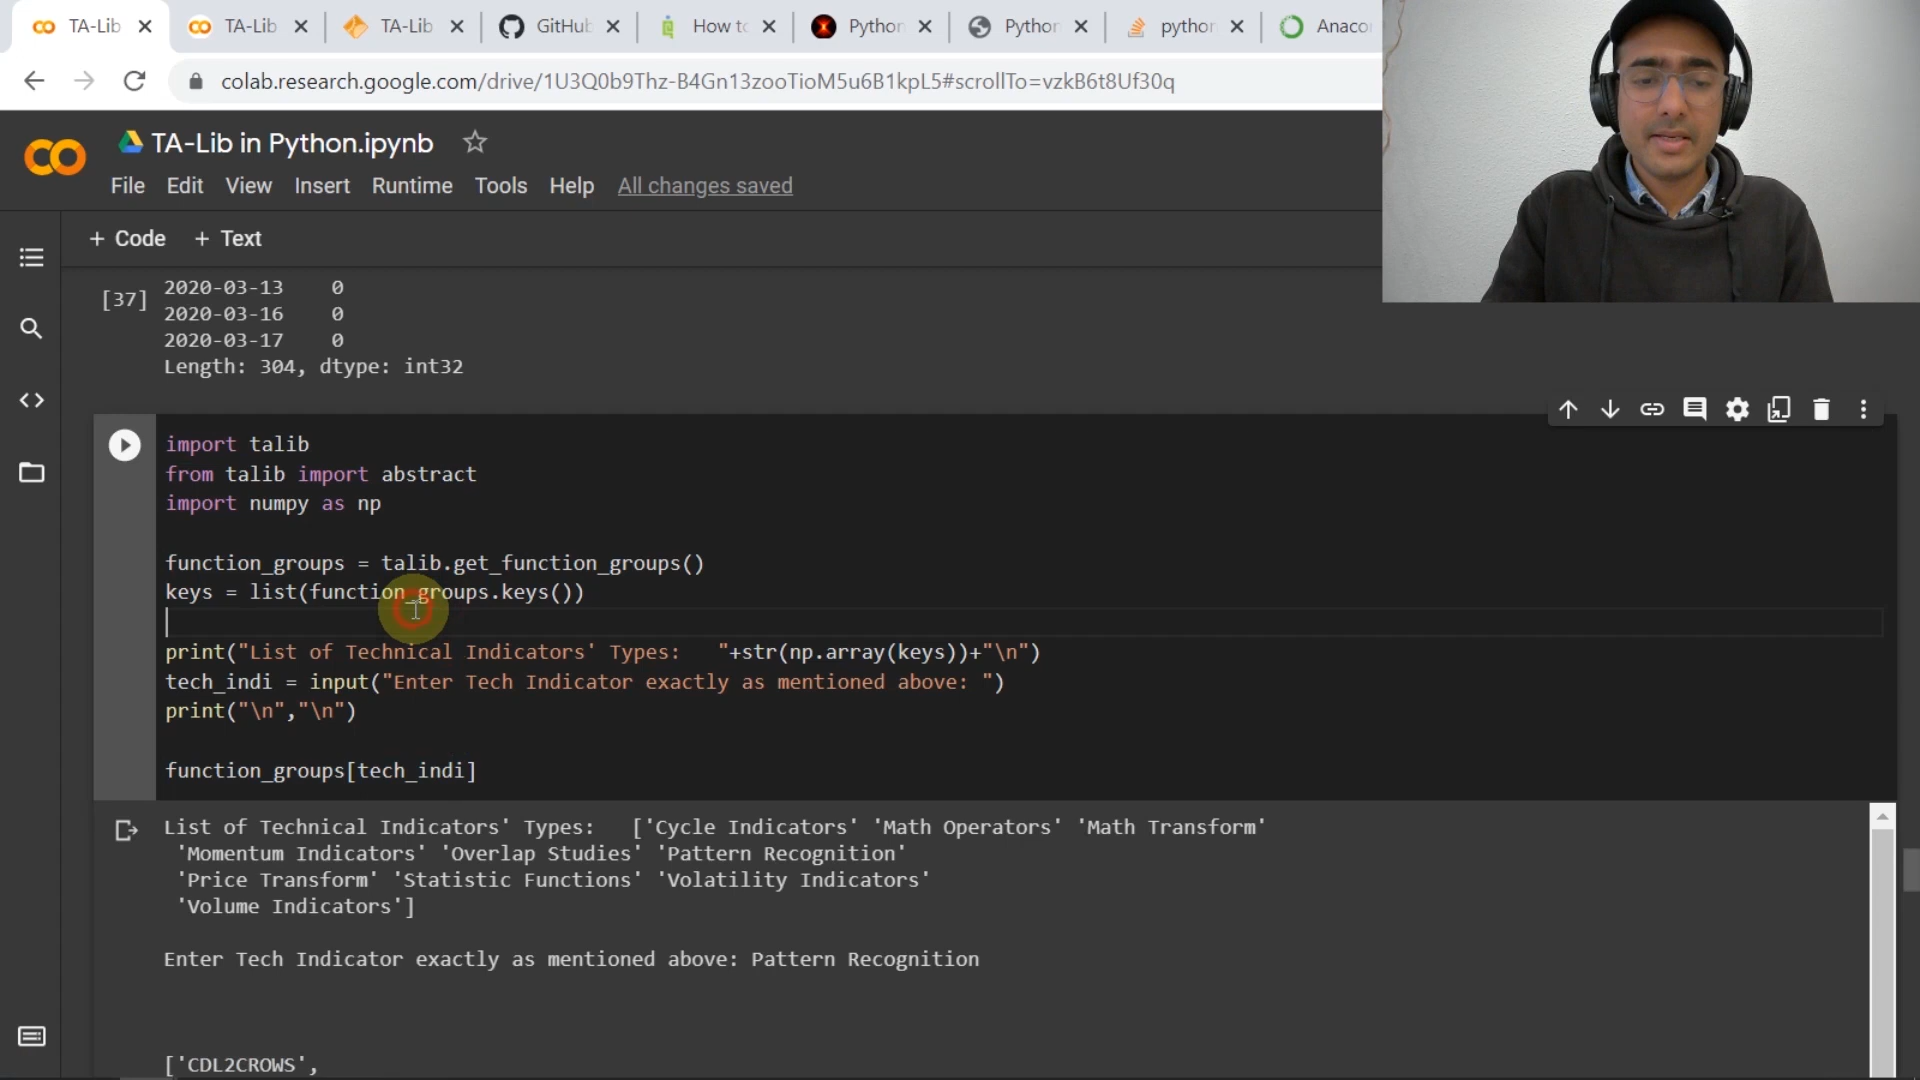 TA-Lib
TA-Lib
TA-Lib
GitHub
How to
Python
Python
python
Anaco
colab.research.google.com/drive/1U3Q0b9Thz-B4Gn13zooTioM5u6B1kpL5#scrollTo=vzkB6t8Uf30q
TA-Lib in Python.ipynb
File Edit View Insert Runtime Tools Help All changes saved
+ Code + Text
2020-03-13 0
[37]
2020-03-16 0
2020-03-17 0
Length: 304, dtype: int32
import talib
from talib import abstract
import numpy as np
function_groups = talib.get_function_groups()
keys = list(function_groups.keys())
print("List of Technical Indicators' Types:   "+str(np.array(keys))+"\n")
tech_indi = input("Enter Tech Indicator exactly as mentioned above: ")
print("\n","\n")
function_groups[tech_indi]
List of Technical Indicators' Types:   ['Cycle Indicators' 'Math Operators' 'Math Transform'
'Momentum Indicators' 'Overlap Studies' 'Pattern Recognition'
'Price Transform' 'Statistic Functions' 'Volatility Indicators'
'Volume Indicators']
Enter Tech Indicator exactly as mentioned above: Pattern Recognition
['CDL2CROWS',